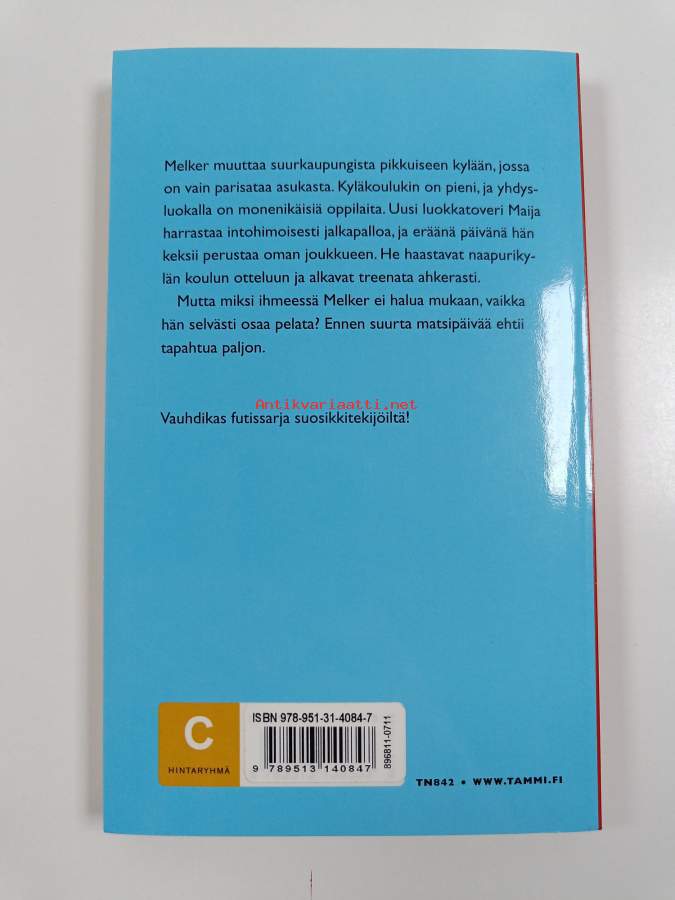 Melker muuttaa suurkaupungista pikkuiseen kylään, jossa
on vain parisataa asukasta. Kyläkoulukin on pieni, ja yhdys-
luokalla on monenikäisiä oppilaita. Uusi luokkatoveri Maija
harrastaa intohimoisesti jalkapalloa, ja eräänä päivänä hän
keksii perustaa oman joukkueen. He haastavat naapuriky-
län koulun otteluun ja alkavat treenata ahkerasti.
Mutta miksi ihmeessä Melker ei halua mukaan, vaikka
hän selvästi osaa pelata? Ennen suurta matsipäivää ehtii
tapahtua paljon.
Antikvariaatti.net
Vauhdikas futissarja suosikkitekijöiltä!
C
HINTARYHMÄ
ISBN 978-951-31-4084-7
9 789513 140847
896811-0711
TN842 • WWW.TAMMI.FI